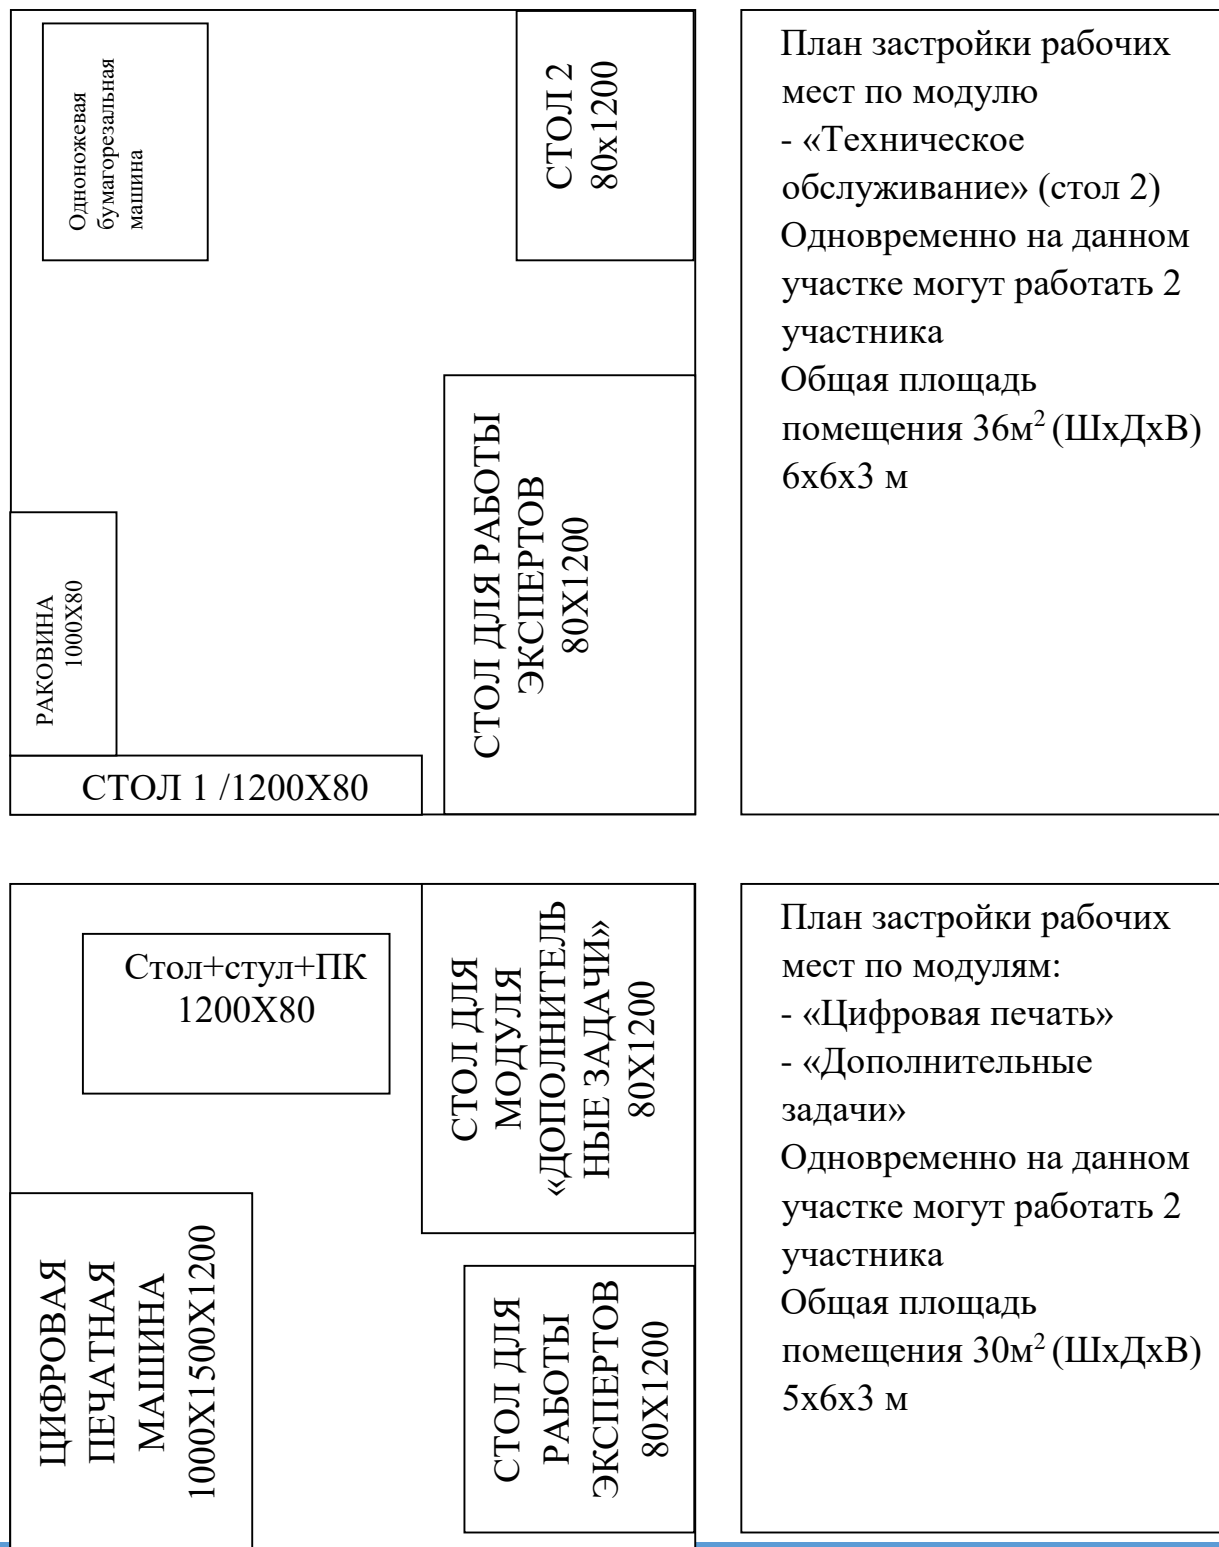 Одноножевая
бумагорезальная
машина
СТОЛ 2
80х1200
СТОЛ ДЛЯ РАБОТЫ
ЭКСПЕРТОВ
80Х1200
РАКОВИНА
1000Х80
СТОЛ 1 /1200Х80
План застройки рабочих
мест по модулю
- «Техническое
обслуживание» (стол 2)
Одновременно на данном
участке могут работать 2
участника
Общая площадь
помещения 36м² (ШхДхВ)
6х6х3 м
Стол+стул+ПК
1200Х80
СТОЛ ДЛЯ
МОДУЛЯ
«ДОПОЛНИТЕЛЬ
НЫЕ ЗАДАЧИ»
80Х1200
ЦИФРОВАЯ
ПЕЧАТНАЯ
МАШИНА
1000Х1500Х1200
СТОЛ ДЛЯ
РАБОТЫ
ЭКСПЕРТОВ
80Х1200
План застройки рабочих
мест по модулям:
- «Цифровая печать»
- «Дополнительные
задачи»
Одновременно на данном
участке могут работать 2
участника
Общая площадь
помещения 30м² (ШхДхВ)
5х6х3 м